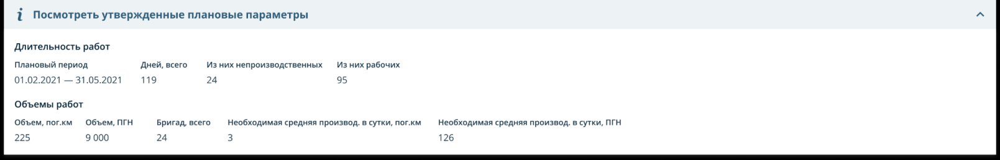 i Посмотреть утвержденные плановые параметры
Длительность работ
Плановый период Дней, всего Из них непроизводственных Из них рабочих
01.02.2021 — 31.05.2021 119 24 95
Объемы работ
Объем, пог.км Объем, ПГН Бригад, всего Необходимая средняя производ. в сутки, пог.км Необходимая средняя производ. в сутки, ПГН
225 9 000 24 3 126